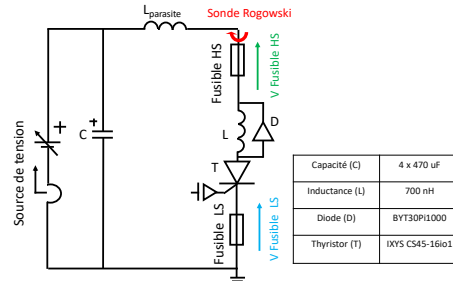 Lparasite
Sonde Rogowski
Fusible HS
V Fusible HS
Source de tension
C
L
D
T
Fusible LS
V Fusible LS
Capacité (C) 4 x 470 uF
Inductance (L) 700 nH
Diode (D) BYT30Pi1000
Thyristor (T) IXYS CS45-16io1